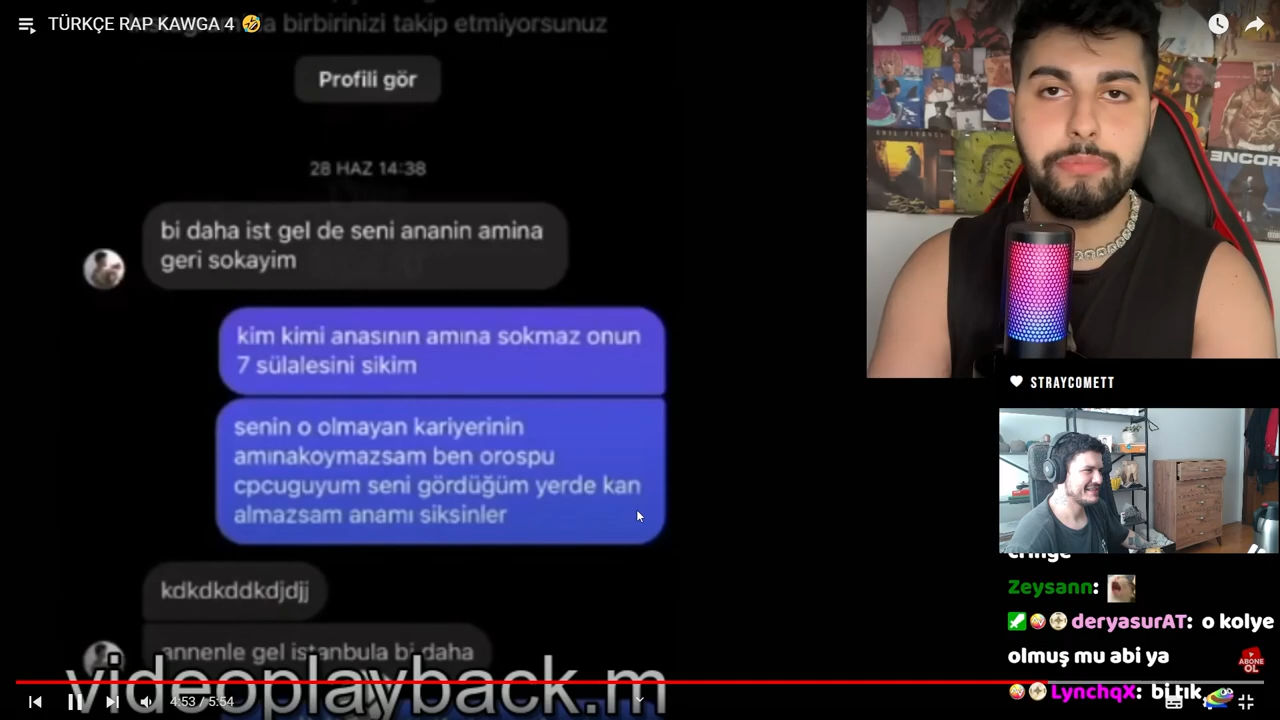 TÜRKÇE RAP KAWGA 4 🤣
birbirinizi takip etmiyorsunuz
Profili gör
28 HAZ 14:38
bi daha ist gel de seni ananin amina
geri sokayim
kim kimi anasının amına sokmaz onun
7 sülalesini sikim
senin o olmayan kariyerinin
amınakoymazsam ben orospu
cpcuguyum seni gördüğüm yerde kan
almazsam anamı siksinler
kdkdkddkdjdjj
annenle gel istanbula bi daha
videoplayback.m
4:53 / 5:54
ENCOR
STRAYCOMETT
cringe
Zeysann:
deryasurAT: o kolye
olmuş mu abi ya
ABONE
OL
LynchqX: bi tık